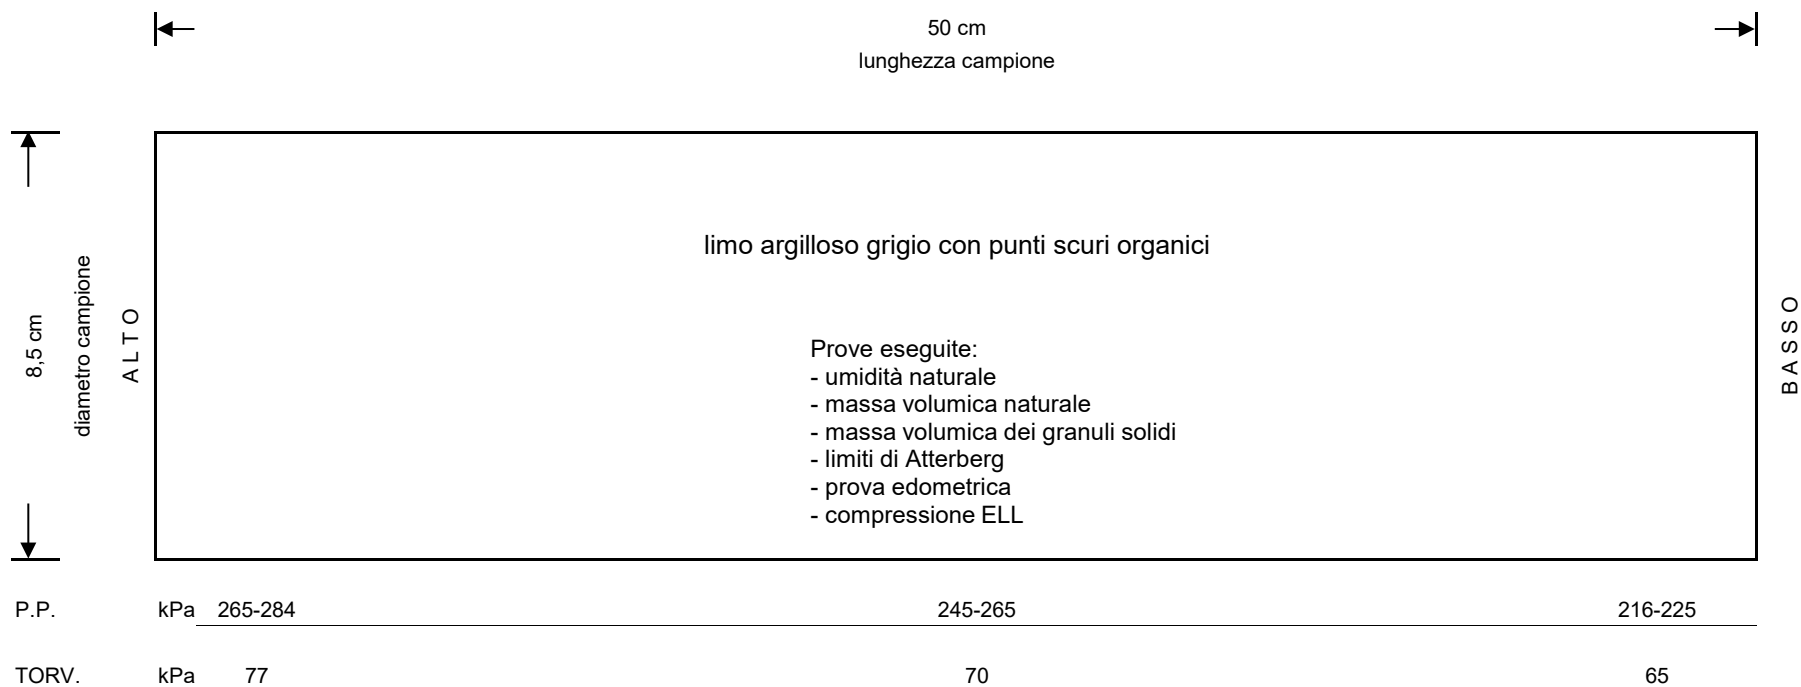 50 cm
lunghezza campione
8,5 cm
diametro campione
ALTO
limo argilloso grigio con punti scuri organici
Prove eseguite:
- umidità naturale
- massa volumica naturale
- massa volumica dei granuli solidi
- limiti di Atterberg
- prova edometrica
- compressione ELL
BASSO
P.P. kPa 265-284 245-265 216-225
TORV. kPa 77 70 65